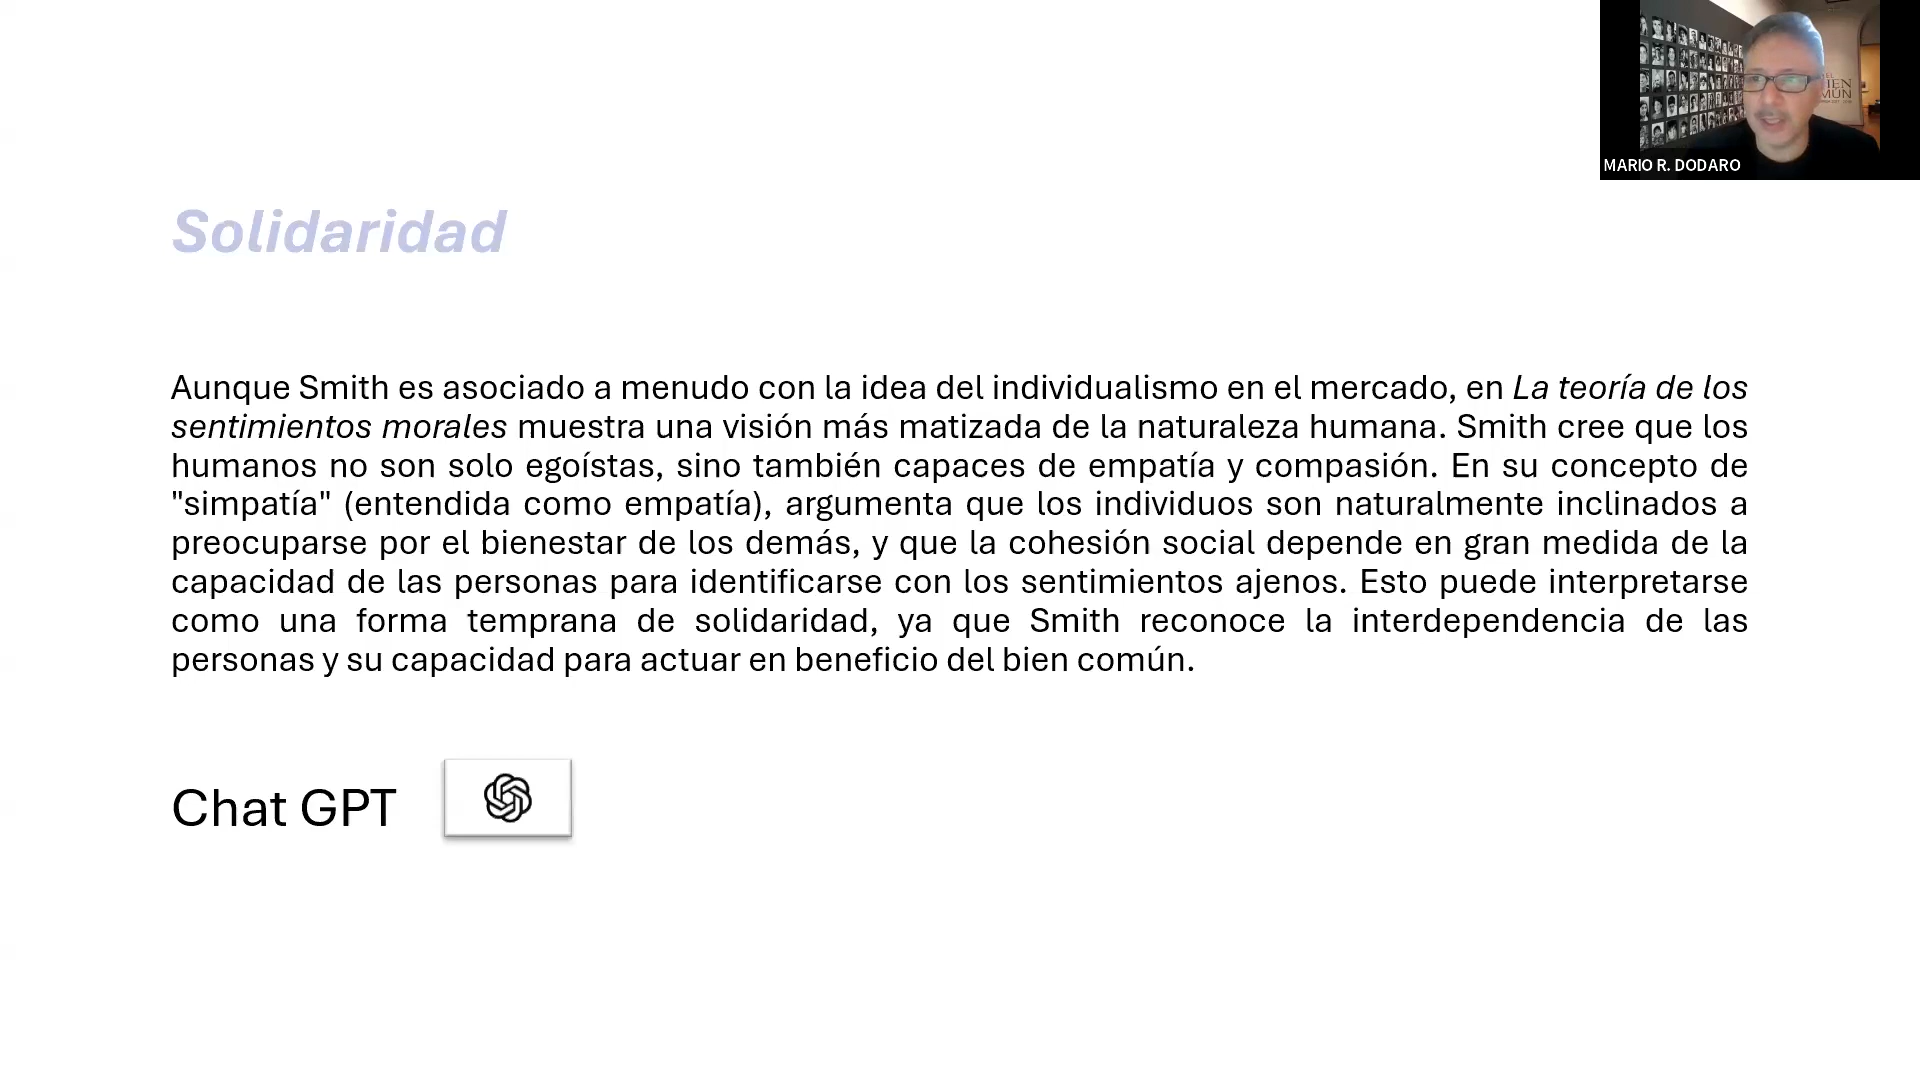 EL
BIEN
COMÚN
MARIO R. DODARO
Solidaridad
Aunque Smith es asociado a menudo con la idea del individualismo en el mercado, en La teoría de los
sentimientos morales muestra una visión más matizada de la naturaleza humana. Smith cree que los
humanos no son solo egoístas, sino también capaces de empatía y compasión. En su concepto de
"simpatía" (entendida como empatía), argumenta que los individuos son naturalmente inclinados a
preocuparse por el bienestar de los demás, y que la cohesión social depende en gran medida de la
capacidad de las personas para identificarse con los sentimientos ajenos. Esto puede interpretarse
como una forma temprana de solidaridad, ya que Smith reconoce la interdependencia de las
personas y su capacidad para actuar en beneficio del bien común.
Chat GPT